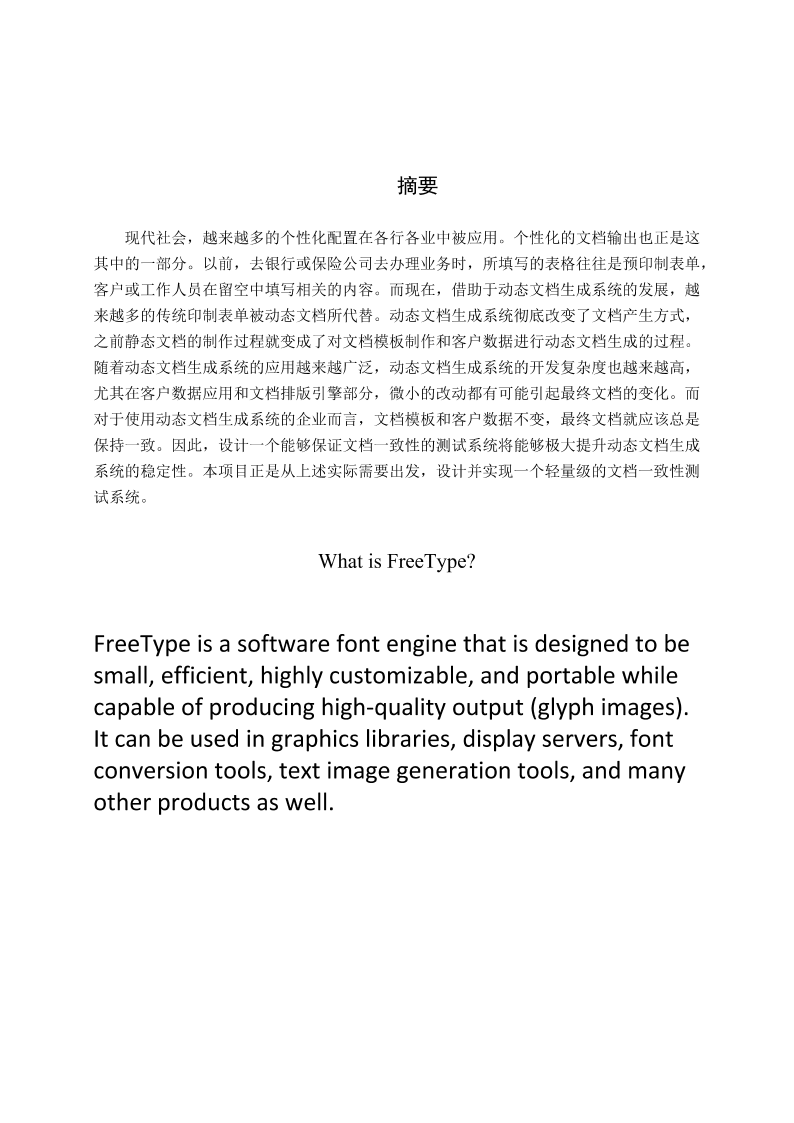 摘要
现代社会，越来越多的个性化配置在各行各业中被应用。个性化的文档输出也正是这
其中的一部分。以前，去银行或保险公司去办理业务时，所填写的表格往往是预印制表单，
客户或工作人员在留空中填写相关的内容。而现在，借助于动态文档生成系统的发展，越
来越多的传统印制表单被动态文档所代替。动态文档生成系统彻底改变了文档产生方式，
之前静态文档的制作过程就变成了对文档模板制作和客户数据进行动态文档生成的过程。
随着动态文档生成系统的应用越来越广泛，动态文档生成系统的开发复杂度也越来越高，
尤其在客户数据应用和文档排版引擎部分，微小的改动都有可能引起最终文档的变化。而
对于使用动态文档生成系统的企业而言，文档模板和客户数据不变，最终文档就应该总是
保持一致。因此，设计一个能够保证文档一致性的测试系统将能够极大提升动态文档生成
系统的稳定性。本项目正是从上述实际需要出发，设计并实现一个轻量级的文档一致性测
试系统。
What is FreeType?
FreeType is a software font engine that is designed to be
small, efficient, highly customizable, and portable while
capable of producing high-quality output (glyph images).
It can be used in graphics libraries, display servers, font
conversion tools, text image generation tools, and many
other products as well.